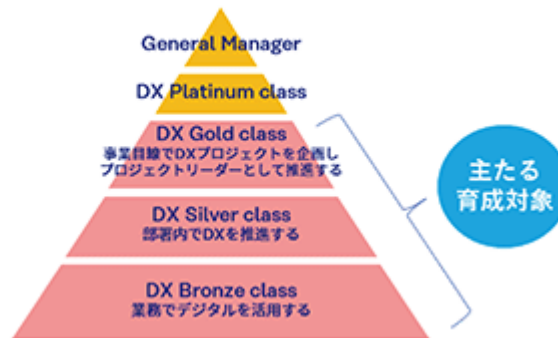 General Manager
DX Platinum class
DX Gold class
事業目線でDXプロジェクトを企画し
プロジェクトリーダーとして推進する
DX Silver class
部署内でDXを推進する
DX Bronze class
業務でデジタルを活用する
主たる
育成対象